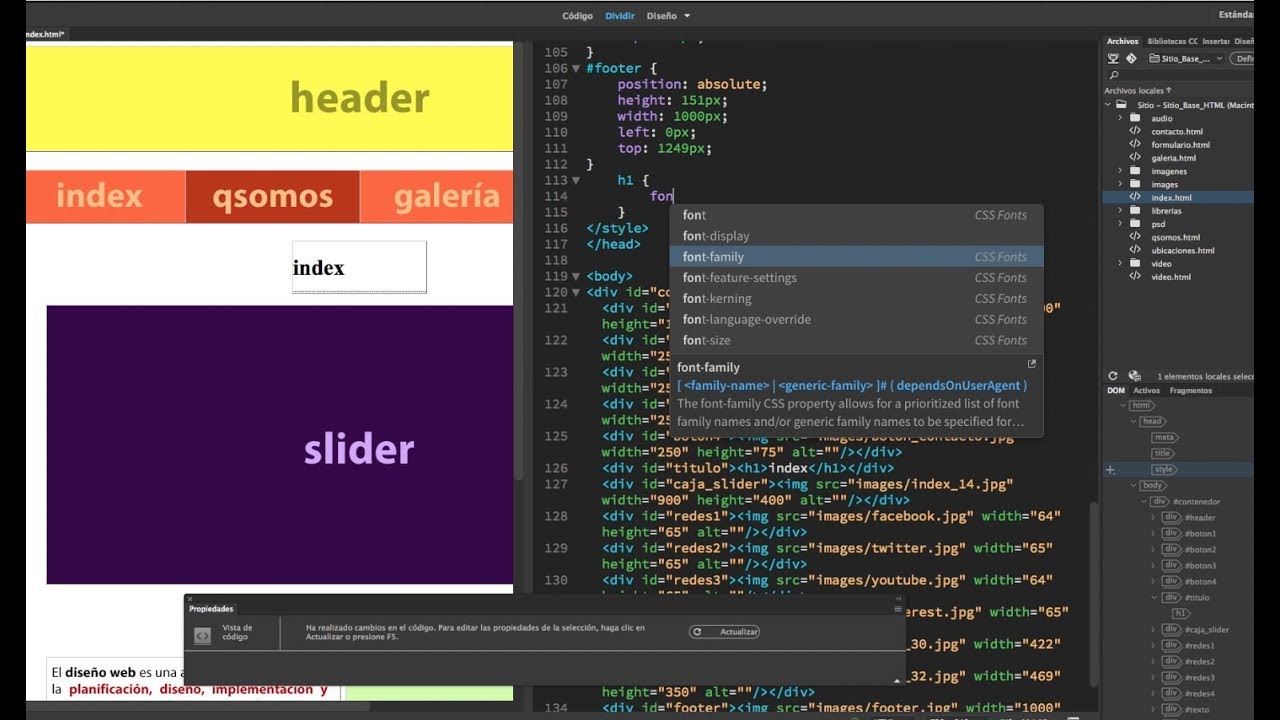 Código Dividir Diseño
Estánda
ndex.html*
header
index qsomos galería
index
slider
El diseño web es una a
la planificación, diseño, implementación y
105 }
106 #footer {
107 position: absolute;
108 height: 151px;
109 width: 1000px;
110 left: 0px;
111 top: 1249px;
112 }
113 h1 {
114 fon
115 }
116 </style>
117 </head>
118
119 <body>
120 <div id="co
121 <div id=" 00"
height="1
122 <div id="
width="25
123 <div id="
width="25
124 <div id="
width="25
125 <div id="boton4"><img src="images/boton_contacto.jpg"
width="250" height="75" alt=""/></div>
126 <div id="titulo"><h1>index</h1></div>
127 <div id="caja_slider"><img src="images/index_14.jpg"
width="900" height="400" alt=""/></div>
128 <div id="redes1"><img src="images/facebook.jpg" width="64"
height="65" alt=""/></div>
129 <div id="redes2"><img src="images/twitter.jpg" width="65"
height="65" alt=""/></div>
130 <div id="redes3"><img src="images/youtube.jpg" width="64"
erest.jpg" width="65"
_30.jpg" width="422"
_32.jpg" width="469"
height="350" alt=""/></div>
134 <div id="footer"><img src="images/footer.jpg" width="1000"
font CSS Fonts
font-display
font-family CSS Fonts
font-feature-settings CSS Fonts
font-kerning CSS Fonts
font-language-override CSS Fonts
font-size CSS Fonts
font-family
[ <family-name> | <generic-family> ]# ( dependsOnUserAgent )
The font-family CSS property allows for a prioritized list of font
family names and/or generic family names to be specified for…
Propiedades
Vista de
código
Ha realizado cambios en el código. Para editar las propiedades de la selección, haga clic en
Actualizar o presione F5.
Actualizar
Archivos Bibliotecas CC Insertar Diseñ
Sitio_Base_... Defin
Archivos locales
Sitio – Sitio_Base_HTML (Macint
audio
contacto.html
formulario.html
galeria.html
imagenes
images
index.html
librerias
psd
qsomos.html
ubicaciones.html
video
video.html
1 elementos locales selecc
DOM Activos Fragmentos
html
head
meta
title
style
body
div #contenedor
div #header
div #boton1
div #boton2
div #boton3
div #boton4
div #titulo
h1
div #caja_slider
div #redes1
div #redes2
div #redes3
div #redes4
div #texto